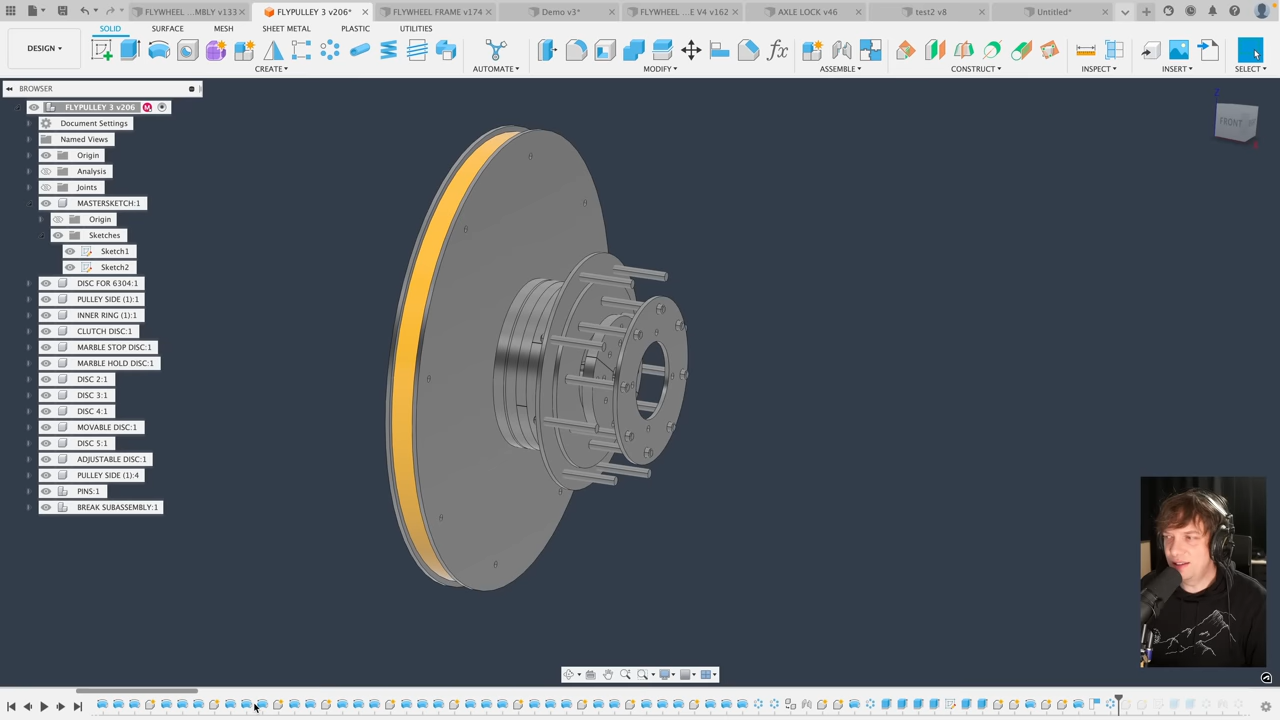 FLYWHEEL ...MBLY v133
FLYPULLEY 3 v206*
FLYWHEEL FRAME v174
Demo v3*
FLYWHEEL ...E V4 v162
AXLE LOCK v46
test2 v8
Untitled*
SOLID
SURFACE
MESH
SHEET METAL
PLASTIC
UTILITIES
DESIGN
fx
CREATE
AUTOMATE
MODIFY
ASSEMBLE
CONSTRUCT
INSPECT
INSERT
SELECT
BROWSER
FLYPULLEY 3 v206
M
Document Settings
Named Views
Origin
Analysis
Joints
MASTERSKETCH:1
Origin
Sketches
Sketch1
Sketch2
DISC FOR 6304:1
PULLEY SIDE (1):1
INNER RING (1):1
CLUTCH DISC:1
MARBLE STOP DISC:1
MARBLE HOLD DISC:1
DISC 2:1
DISC 3:1
DISC 4:1
MOVABLE DISC:1
DISC 5:1
ADJUSTABLE DISC:1
PULLEY SIDE (1):4
PINS:1
BREAK SUBASSEMBLY:1
Z
FRONT
X